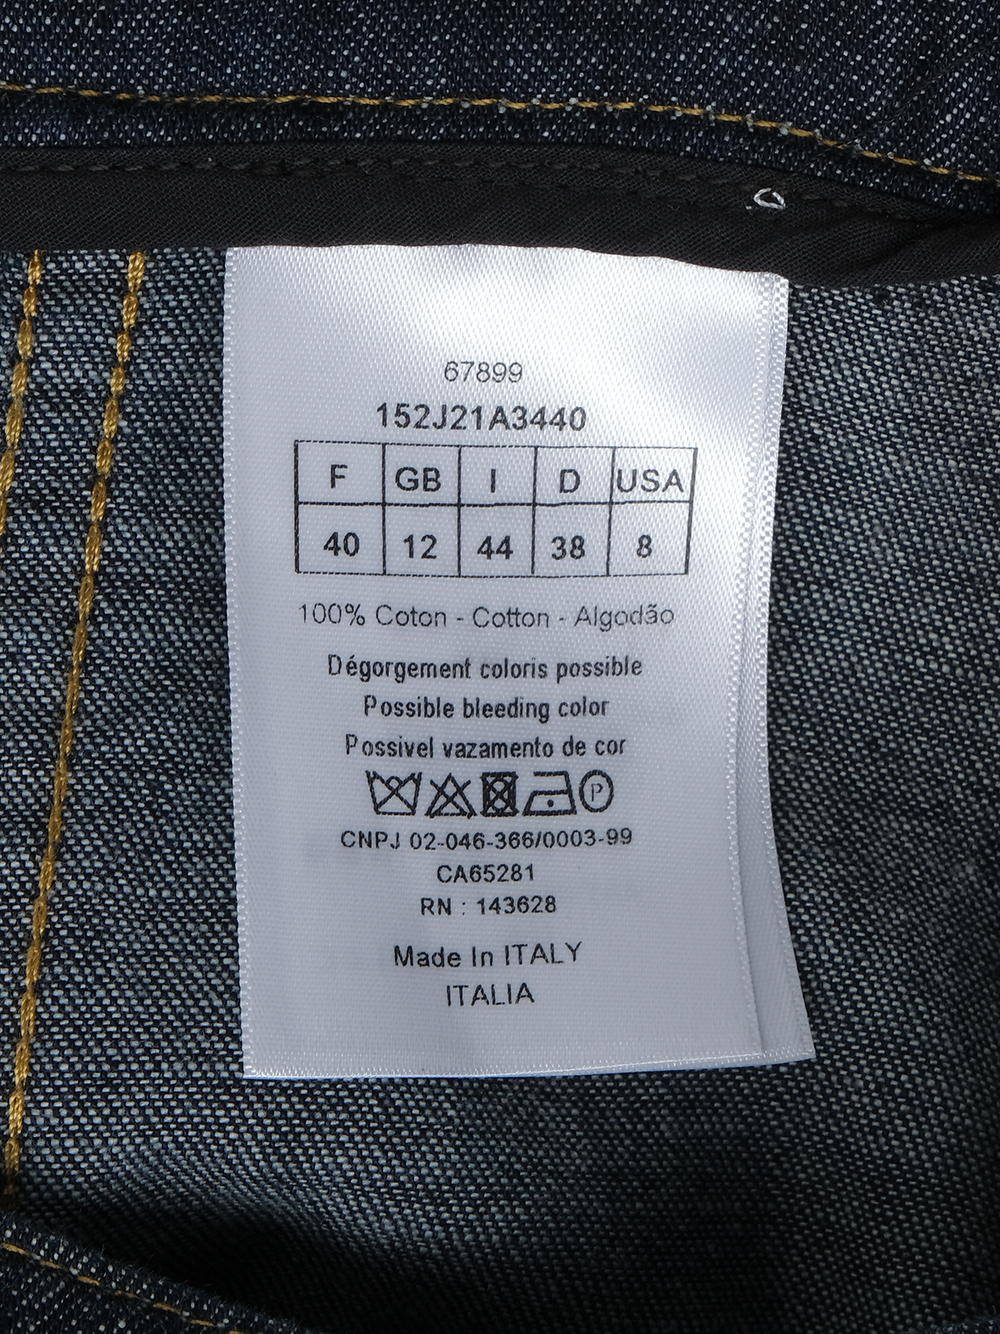 67899
152J21A3440
F GB I D USA
40 12 44 38 8
100% Coton - Cotton - Algodão
Dégorgement coloris possible
Possible bleeding color
Possivel vazamento de cor
P
CNPJ 02-046-366/0003-99
CA65281
RN : 143628
Made In ITALY
ITALIA